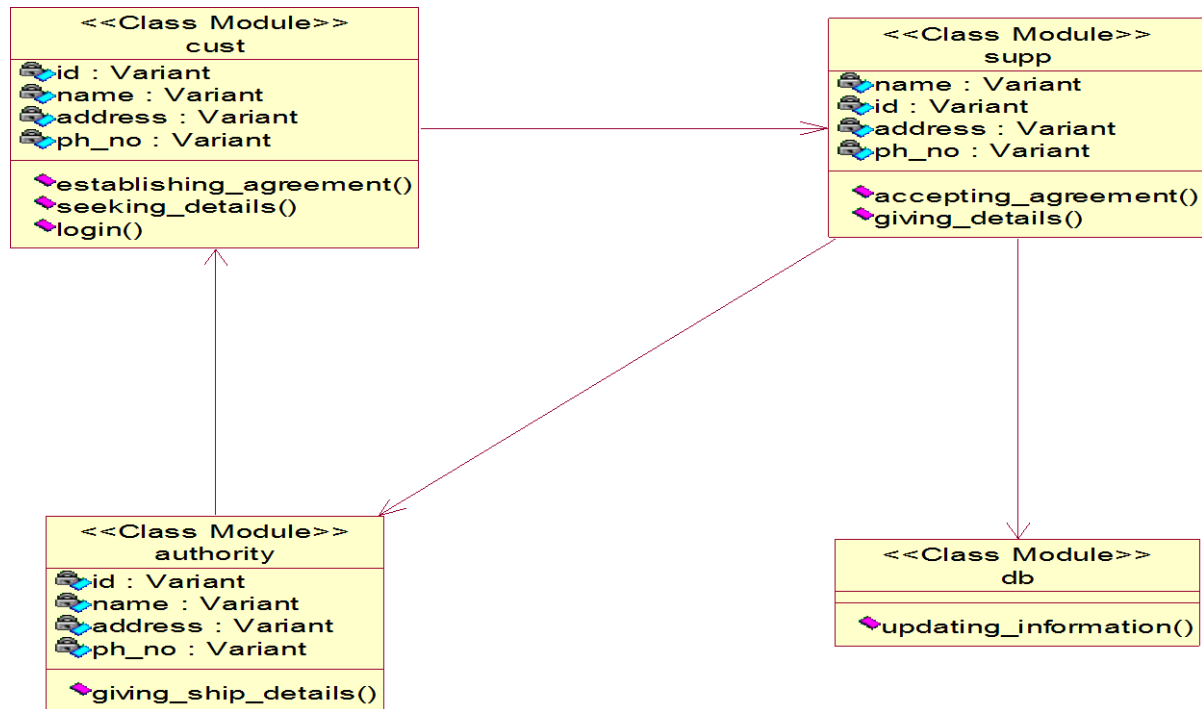 <<Class Module>>
cust
id : Variant
name : Variant
address : Variant
ph_no : Variant
establishing_agreement()
seeking_details()
login()
<<Class Module>>
supp
name : Variant
id : Variant
address : Variant
ph_no : Variant
accepting_agreement()
giving_details()
<<Class Module>>
authority
id : Variant
name : Variant
address : Variant
ph_no : Variant
giving_ship_details()
<<Class Module>>
db
updating_information()